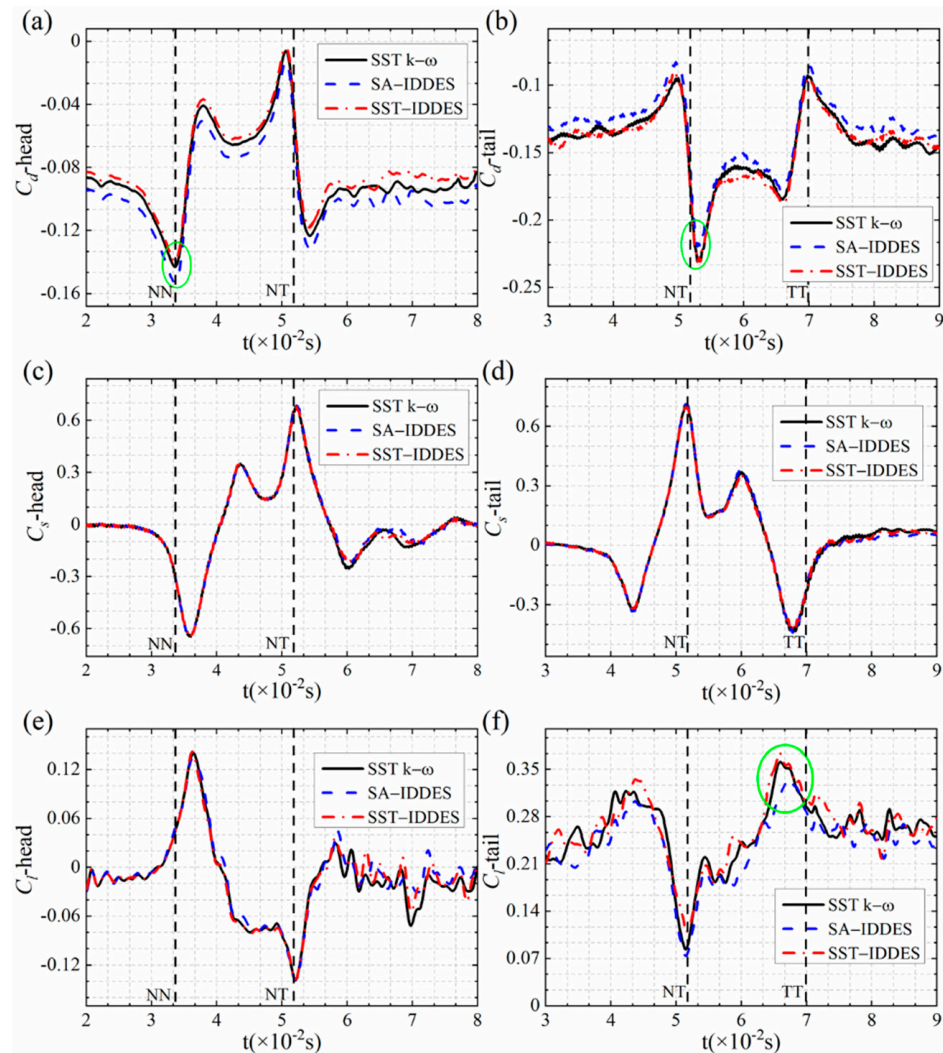 (a)
0
-0.04
-0.08
-0.12
-0.16
C_d-head
SST k-ω
SA-IDDES
SST-IDDES
NN
NT
2 3 4 5 6 7 8
t(×10⁻²s)
(b)
-0.1
-0.15
-0.2
-0.25
C_d-tail
SST k-ω
SA-IDDES
SST-IDDES
NT
TT
3 4 5 6 7 8 9
t(×10⁻²s)
(c)
0.6
0.3
0
-0.3
-0.6
C_s-head
SST k-ω
SA-IDDES
SST-IDDES
NN
NT
2 3 4 5 6 7 8
t(×10⁻²s)
(d)
0.6
0.3
0
-0.3
C_s-tail
SST k-ω
SA-IDDES
SST-IDDES
NT
TT
3 4 5 6 7 8 9
t(×10⁻²s)
(e)
0.12
0.06
0
-0.06
-0.12
C_l-head
SST k-ω
SA-IDDES
SST-IDDES
NN
NT
2 3 4 5 6 7 8
t(×10⁻²s)
(f)
0.35
0.28
0.21
0.14
0.07
0
C_l-tail
SST k-ω
SA-IDDES
SST-IDDES
NT
TT
3 4 5 6 7 8 9
t(×10⁻²s)